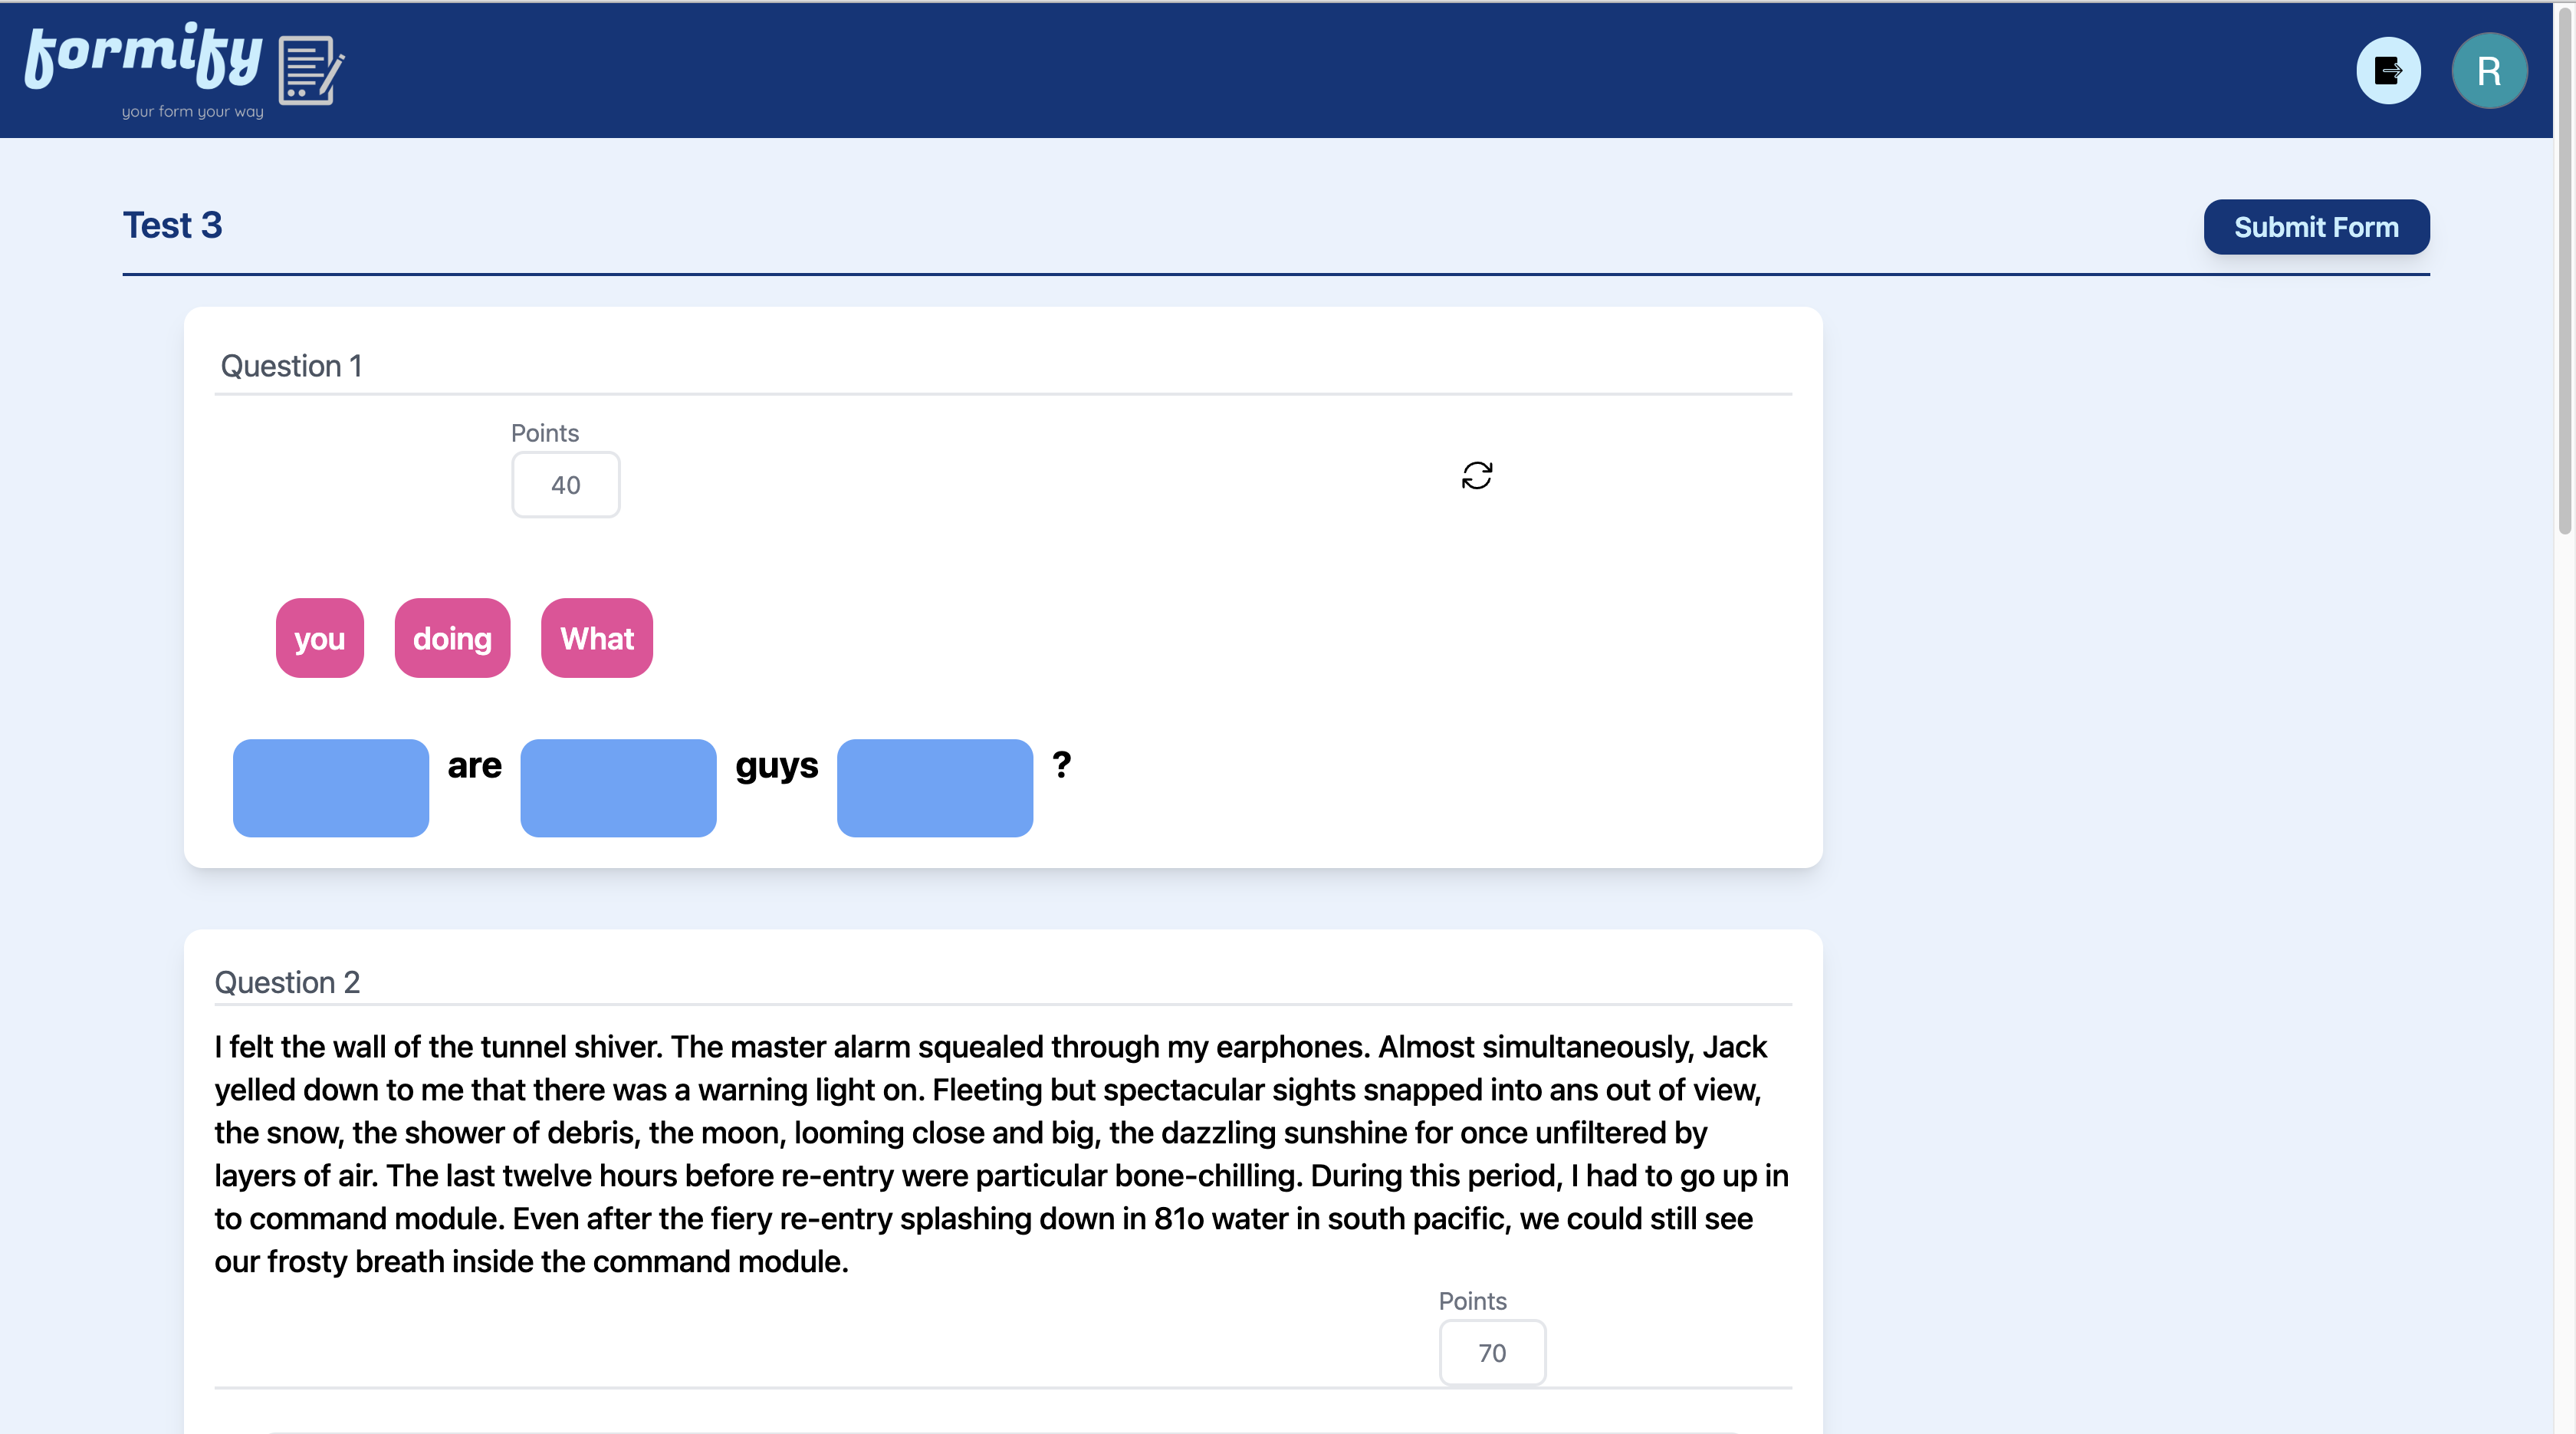 formify
your form your way
R
Test 3
Submit Form
Question 1
Points
40
you doing What
are guys ?
Question 2
I felt the wall of the tunnel shiver. The master alarm squealed through my earphones. Almost simultaneously, Jack
yelled down to me that there was a warning light on. Fleeting but spectacular sights snapped into ans out of view,
the snow, the shower of debris, the moon, looming close and big, the dazzling sunshine for once unfiltered by
layers of air. The last twelve hours before re-entry were particular bone-chilling. During this period, I had to go up in
to command module. Even after the fiery re-entry splashing down in 81o water in south pacific, we could still see
our frosty breath inside the command module.
Points
70